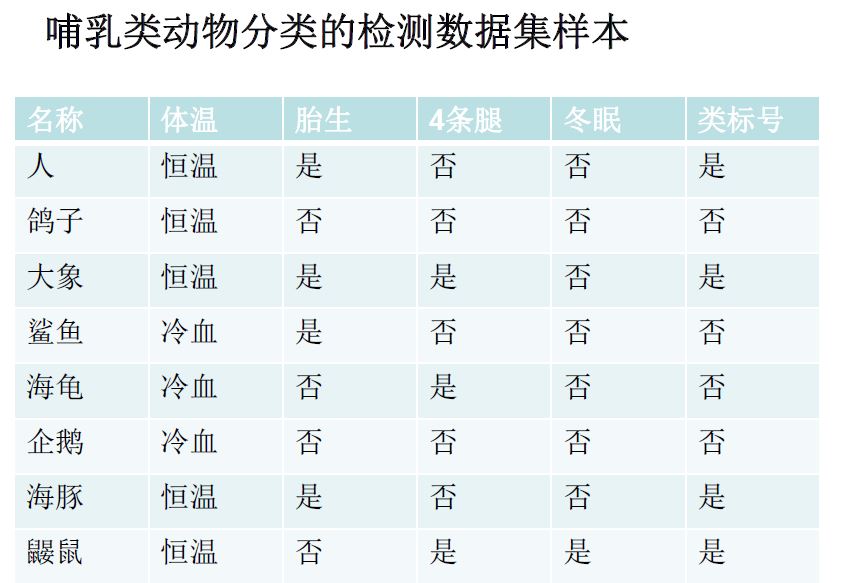 哺乳类动物分类的检测数据集样本
名称 体温 胎生 4条腿 冬眠 类标号
人 恒温 是 否 否 是
鸽子 恒温 否 否 否 否
大象 恒温 是 是 否 是
鲨鱼 冷血 是 否 否 否
海龟 冷血 否 是 否 否
企鹅 冷血 否 否 否 否
海豚 恒温 是 否 否 是
鼹鼠 恒温 否 是 是 是